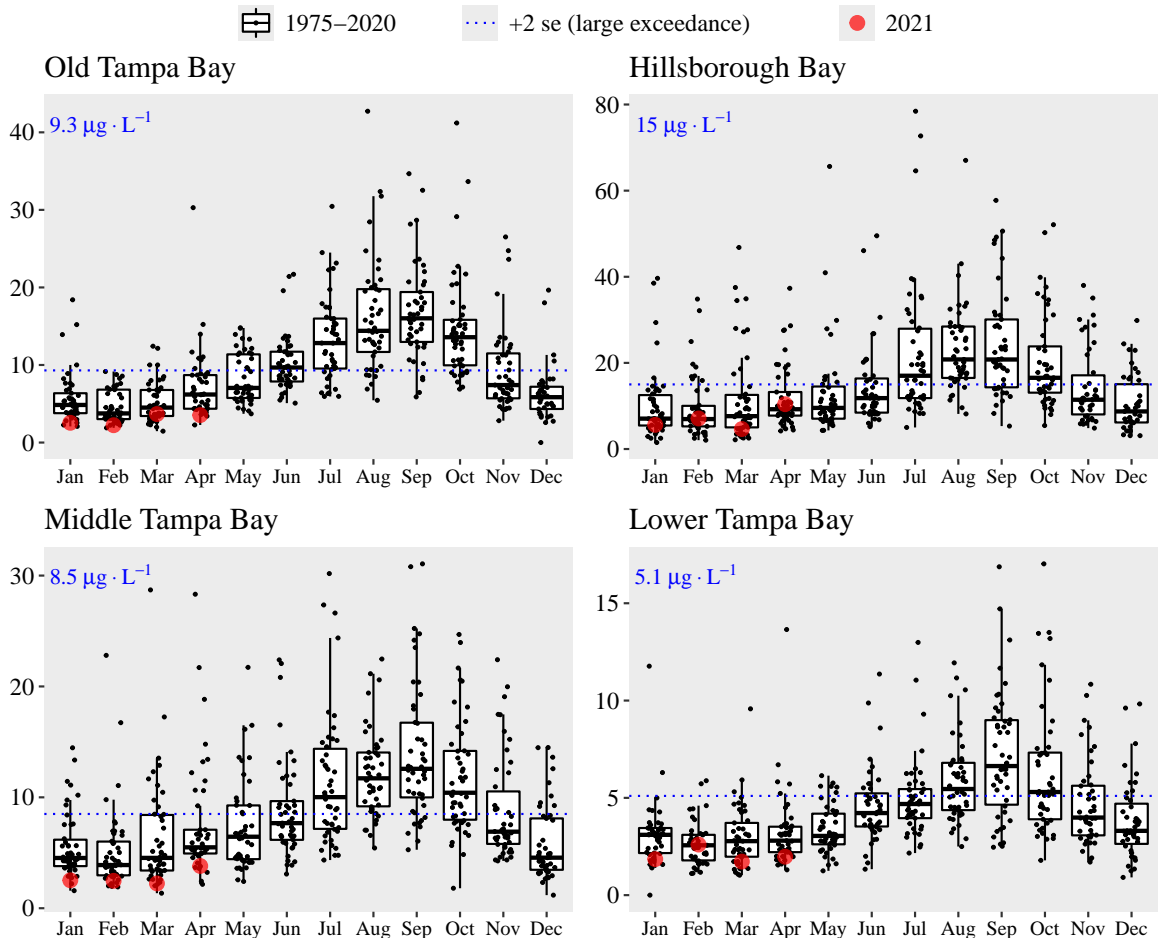 1975–2020 +2 se (large exceedance) 2021
Old Tampa Bay
9.3 μg · L⁻¹
40
30
20
10
0
Jan Feb Mar Apr May Jun Jul Aug Sep Oct Nov Dec
Hillsborough Bay
15 μg · L⁻¹
80
60
40
20
0
Jan Feb Mar Apr May Jun Jul Aug Sep Oct Nov Dec
Middle Tampa Bay
8.5 μg · L⁻¹
30
20
10
0
Jan Feb Mar Apr May Jun Jul Aug Sep Oct Nov Dec
Lower Tampa Bay
5.1 μg · L⁻¹
15
10
5
0
Jan Feb Mar Apr May Jun Jul Aug Sep Oct Nov Dec